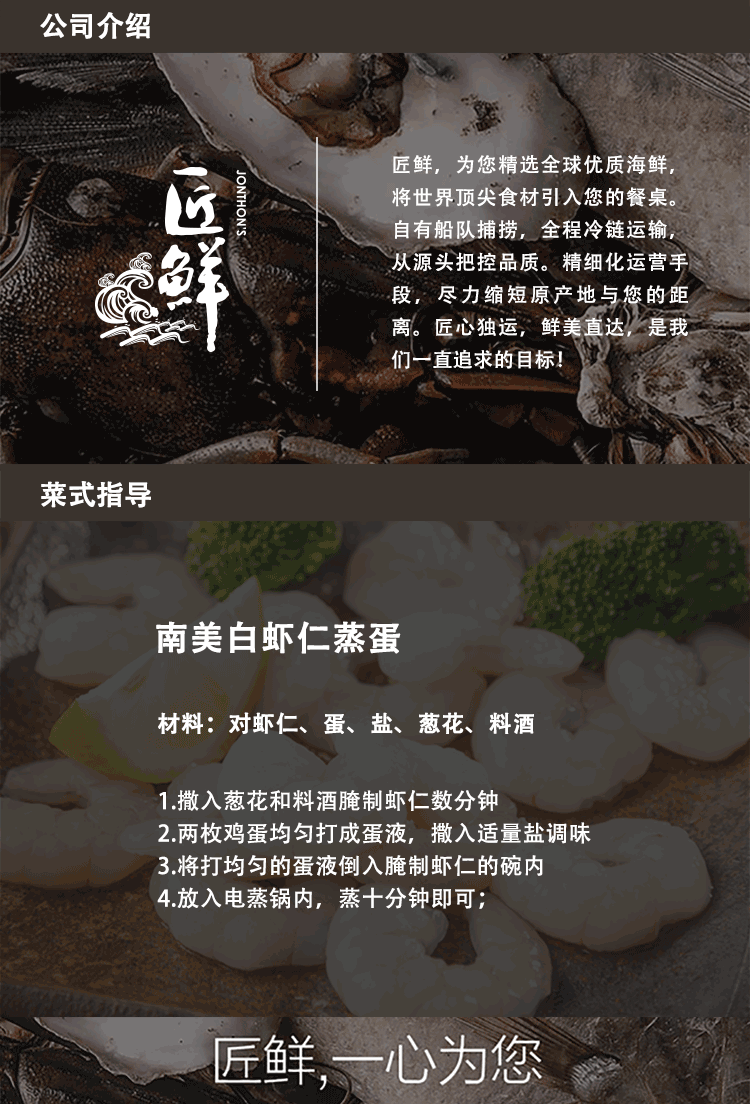 公司介绍
匠鲜
JONTHON'S
匠鲜，为您精选全球优质海鲜，
将世界顶尖食材引入您的餐桌。
自有船队捕捞，全程冷链运输，
从源头把控品质。精细化运营手
段，尽力缩短原产地与您的距
离。匠心独运，鲜美直达，是我
们一直追求的目标！
菜式指导
南美白虾仁蒸蛋
材料：对虾仁、蛋、盐、葱花、料酒
1.撒入葱花和料酒腌制虾仁数分钟
2.两枚鸡蛋均匀打成蛋液，撒入适量盐调味
3.将打均匀的蛋液倒入腌制虾仁的碗内
4.放入电蒸锅内，蒸十分钟即可；
匠鲜,一心为您